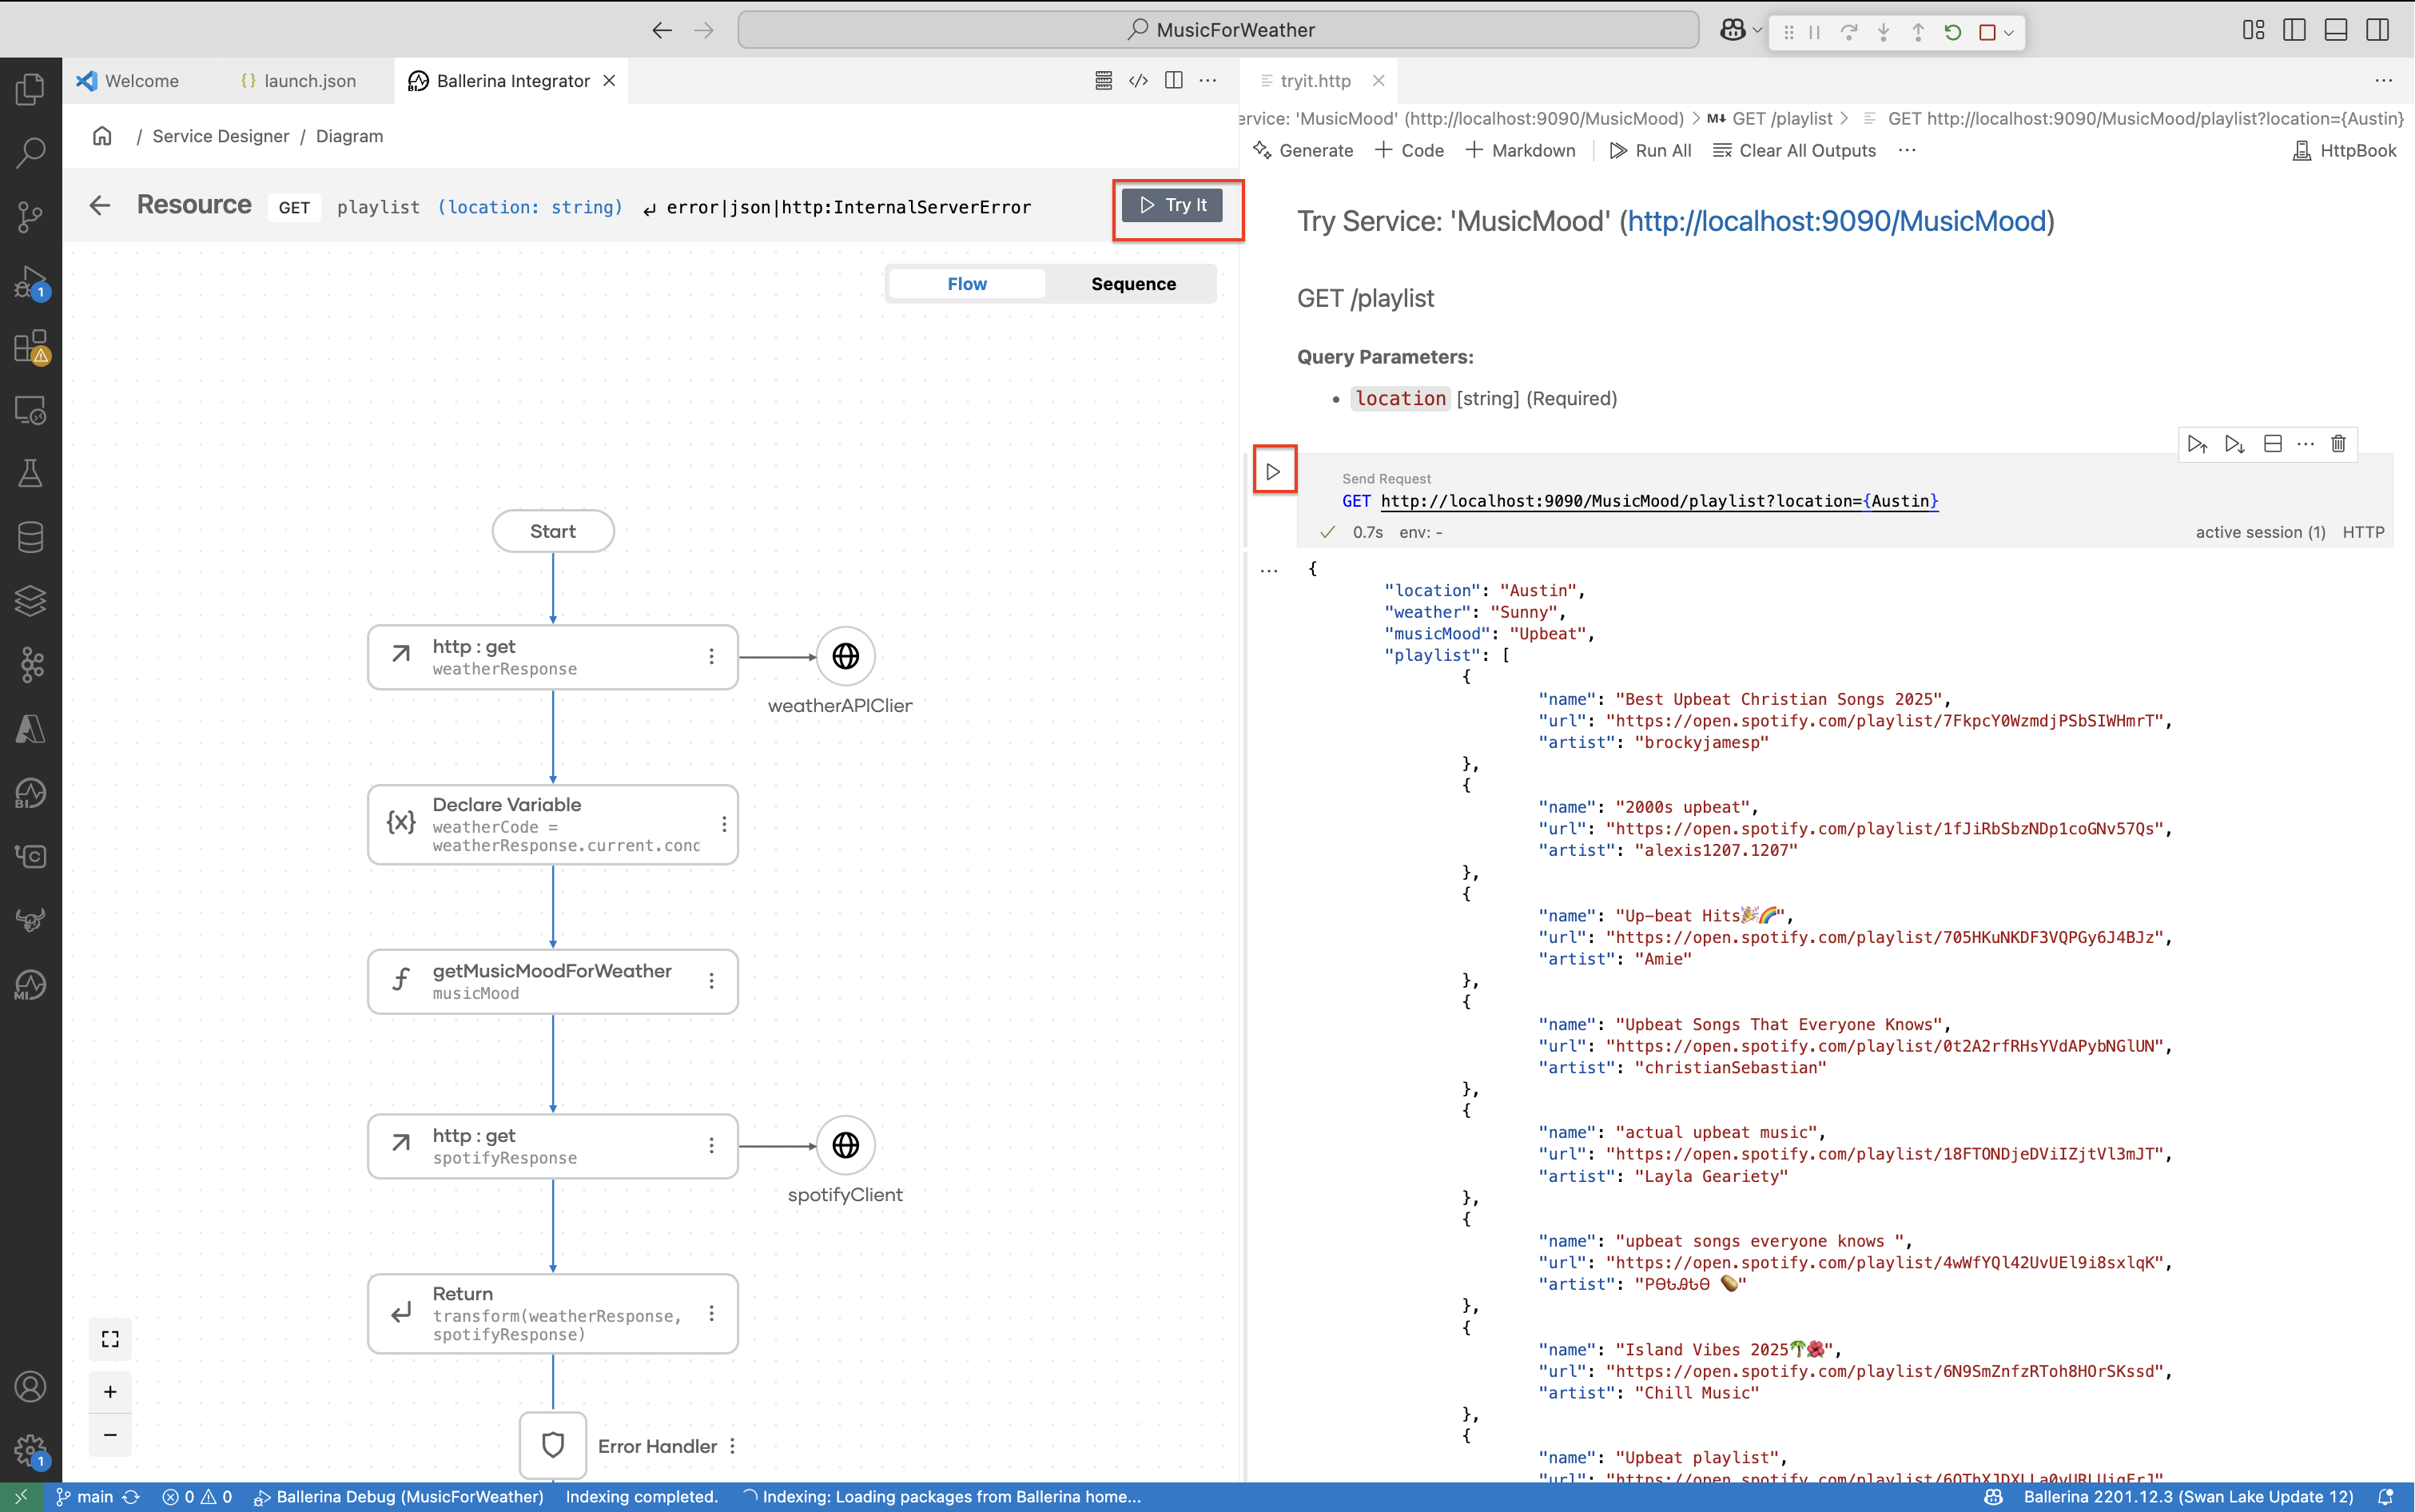 MusicForWeather
Welcome
launch.json
Ballerina Integrator
tryit.http
/ Service Designer / Diagram
Resource GET playlist (location: string) error|json|http:InternalServerError
Try It
Flow
Sequence
Start
http : get
weatherResponse
weatherAPIClien
Declare Variable
weatherCode =
weatherResponse.current.conc
getMusicMoodForWeather
musicMood
http : get
spotifyResponse
spotifyClient
Return
transform(weatherResponse,
spotifyResponse)
Error Handler
ervice: 'MusicMood' (http://localhost:9090/MusicMood) > GET /playlist > GET http://localhost:9090/MusicMood/playlist?location={Austin}
Generate + Code + Markdown Run All Clear All Outputs ... HttpBook
Try Service: 'MusicMood' (http://localhost:9090/MusicMood)
GET /playlist
Query Parameters:
• location [string] (Required)
Send Request
GET http://localhost:9090/MusicMood/playlist?location={Austin}
0.7s env: - active session (1) HTTP
{
"location": "Austin",
"weather": "Sunny",
"musicMood": "Upbeat",
"playlist": [
{
"name": "Best Upbeat Christian Songs 2025",
"url": "https://open.spotify.com/playlist/7FkpcY0WzmdjPSbSIWHmrT",
"artist": "brockyjamesp"
},
{
"name": "2000s upbeat",
"url": "https://open.spotify.com/playlist/1fJiRbSbzNDp1coGNv57Qs",
"artist": "alexis1207.1207"
},
{
"name": "Up-beat Hits🎉🌈",
"url": "https://open.spotify.com/playlist/705HKuNKDF3VQPGy6J4BJz",
"artist": "Amie"
},
{
"name": "Upbeat Songs That Everyone Knows",
"url": "https://open.spotify.com/playlist/0t2A2rfRHsYVdAPybNGlUN",
"artist": "christianSebastian"
},
{
"name": "actual upbeat music",
"url": "https://open.spotify.com/playlist/18FTONDjeDViIZjtVl3mJT",
"artist": "Layla Geariety"
},
{
"name": "upbeat songs everyone knows ",
"url": "https://open.spotify.com/playlist/4wWfYQl42UvUEl9i8sxlqK",
"artist": "ᑭᎾᏓᎯᏓᎾ 🥔"
},
{
"name": "Island Vibes 2025🌴🌺",
"url": "https://open.spotify.com/playlist/6N9SmZnfzRToh8HOrSKssd",
"artist": "Chill Music"
},
{
"name": "Upbeat playlist",
main 0 0 Ballerina Debug (MusicForWeather) Indexing completed. Indexing: Loading packages from Ballerina home... Ballerina 2201.12.3 (Swan Lake Update 12)